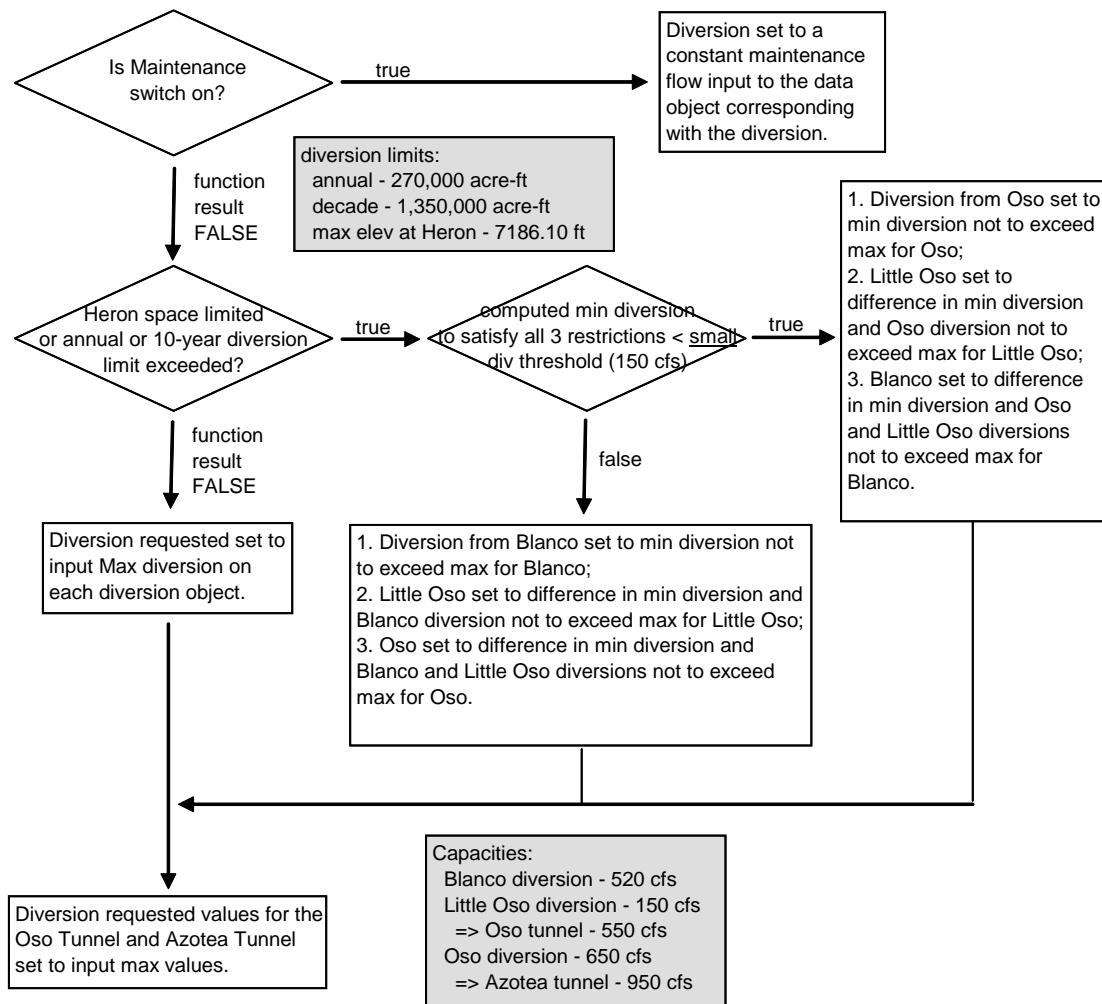 Is Maintenance
switch on?
true
Diversion set to a
constant maintenance
flow input to the data
object corresponding
with the diversion.
function
result
FALSE
diversion limits:
annual - 270,000 acre-ft
decade - 1,350,000 acre-ft
max elev at Heron - 7186.10 ft
Heron space limited
or annual or 10-year diversion
limit exceeded?
true
computed min diversion
to satisfy all 3 restrictions < small
div threshold (150 cfs)
true
1. Diversion from Oso set to
min diversion not to exceed
max for Oso;
2. Little Oso set to
difference in min diversion
and Oso diversion not to
exceed max for Little Oso;
3. Blanco set to difference
in min diversion and Oso
and Little Oso diversions
not to exceed max for
Blanco.
function
result
FALSE
false
Diversion requested set to
input Max diversion on
each diversion object.
1. Diversion from Blanco set to min diversion not
to exceed max for Blanco;
2. Little Oso set to difference in min diversion and
Blanco diversion not to exceed max for Little Oso;
3. Oso set to difference in min diversion and
Blanco and Little Oso diversions not to exceed
max for Oso.
Capacities:
Blanco diversion - 520 cfs
Little Oso diversion - 150 cfs
=> Oso tunnel - 550 cfs
Oso diversion - 650 cfs
=> Azotea tunnel - 950 cfs
Diversion requested values for the
Oso Tunnel and Azotea Tunnel
set to input max values.